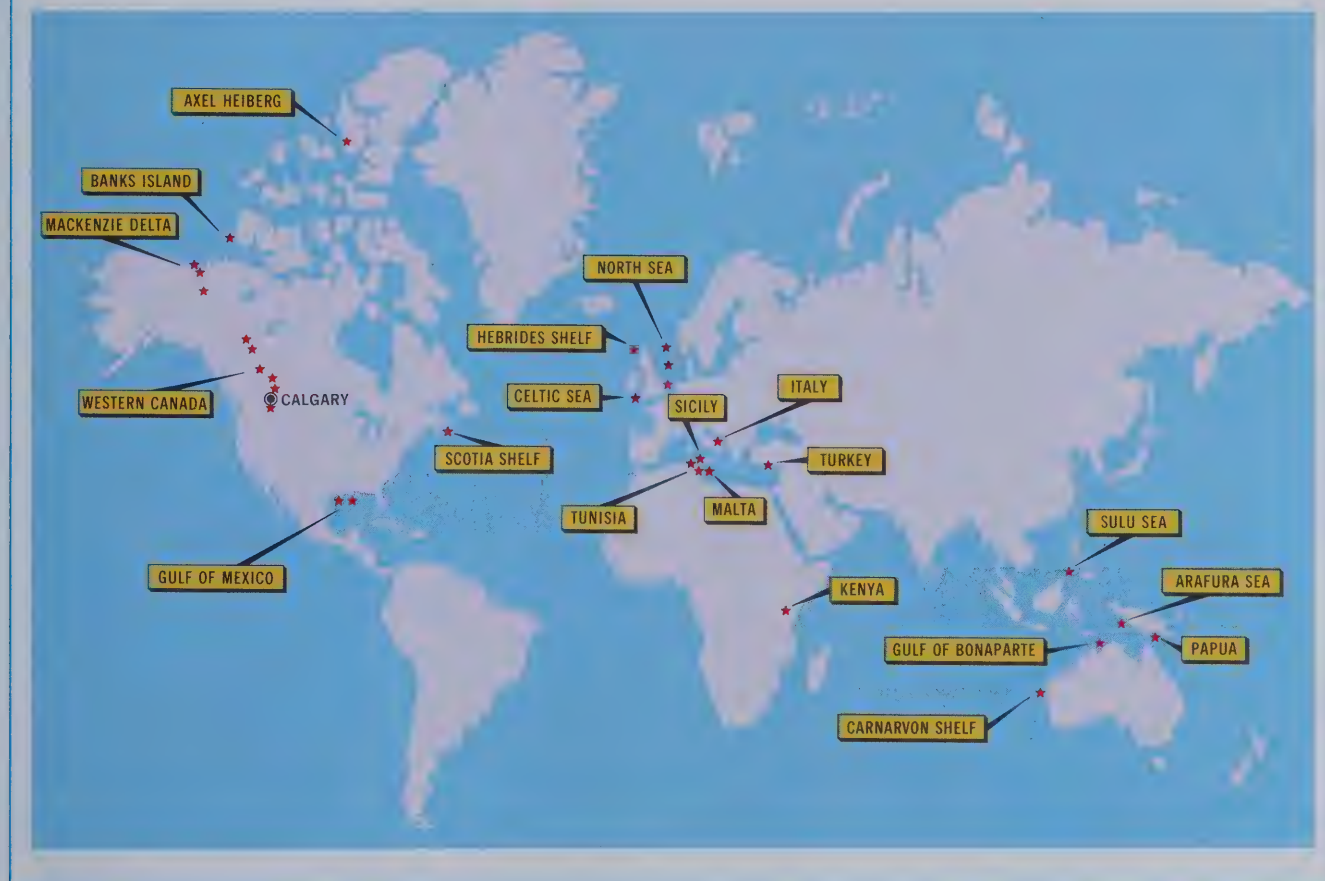 AXEL HEIBERG
BANKS ISLAND
MACKENZIE DELTA
NORTH SEA
HEBRIDES SHELF
WESTERN CANADA
CALGARY
CELTIC SEA
SICILY
ITALY
SCOTIA SHELF
TURKEY
TUNISIA
MALTA
GULF OF MEXICO
SULU SEA
KENYA
ARAFURA SEA
GULF OF BONAPARTE
PAPUA
CARNARVON SHELF